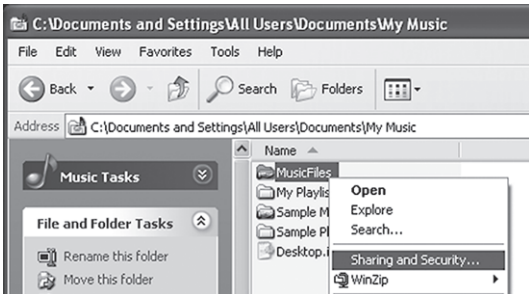 C:\Documents and Settings\All Users\Documents\My Music
File Edit View Favorites Tools Help
Back Search Folders
Address C:\Documents and Settings\All Users\Documents\My Music
Music Tasks
File and Folder Tasks
Rename this folder
Move this folder
Name
MusicFiles
My Playlis
Sample M
Sample Pl
Desktop.i
Open
Explore
Search...
Sharing and Security...
WinZip